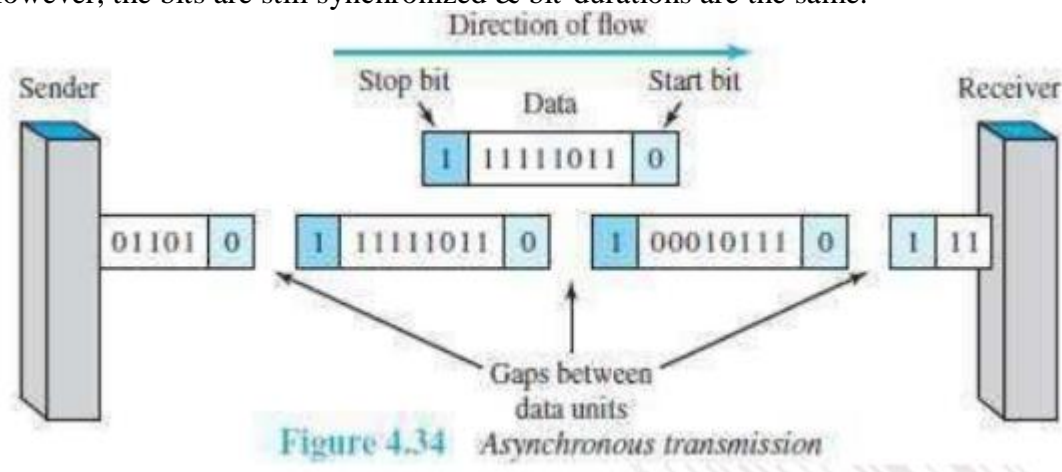 however, the bits are still synchronized & bit-durations are the same.
Direction of flow
Sender
Stop bit
Data
Start bit
Receiver
1 11111011 0
01101 0
1 11111011 0
1 00010111 0
1 11
Gaps between
data units
Figure 4.34 Asynchronous transmission